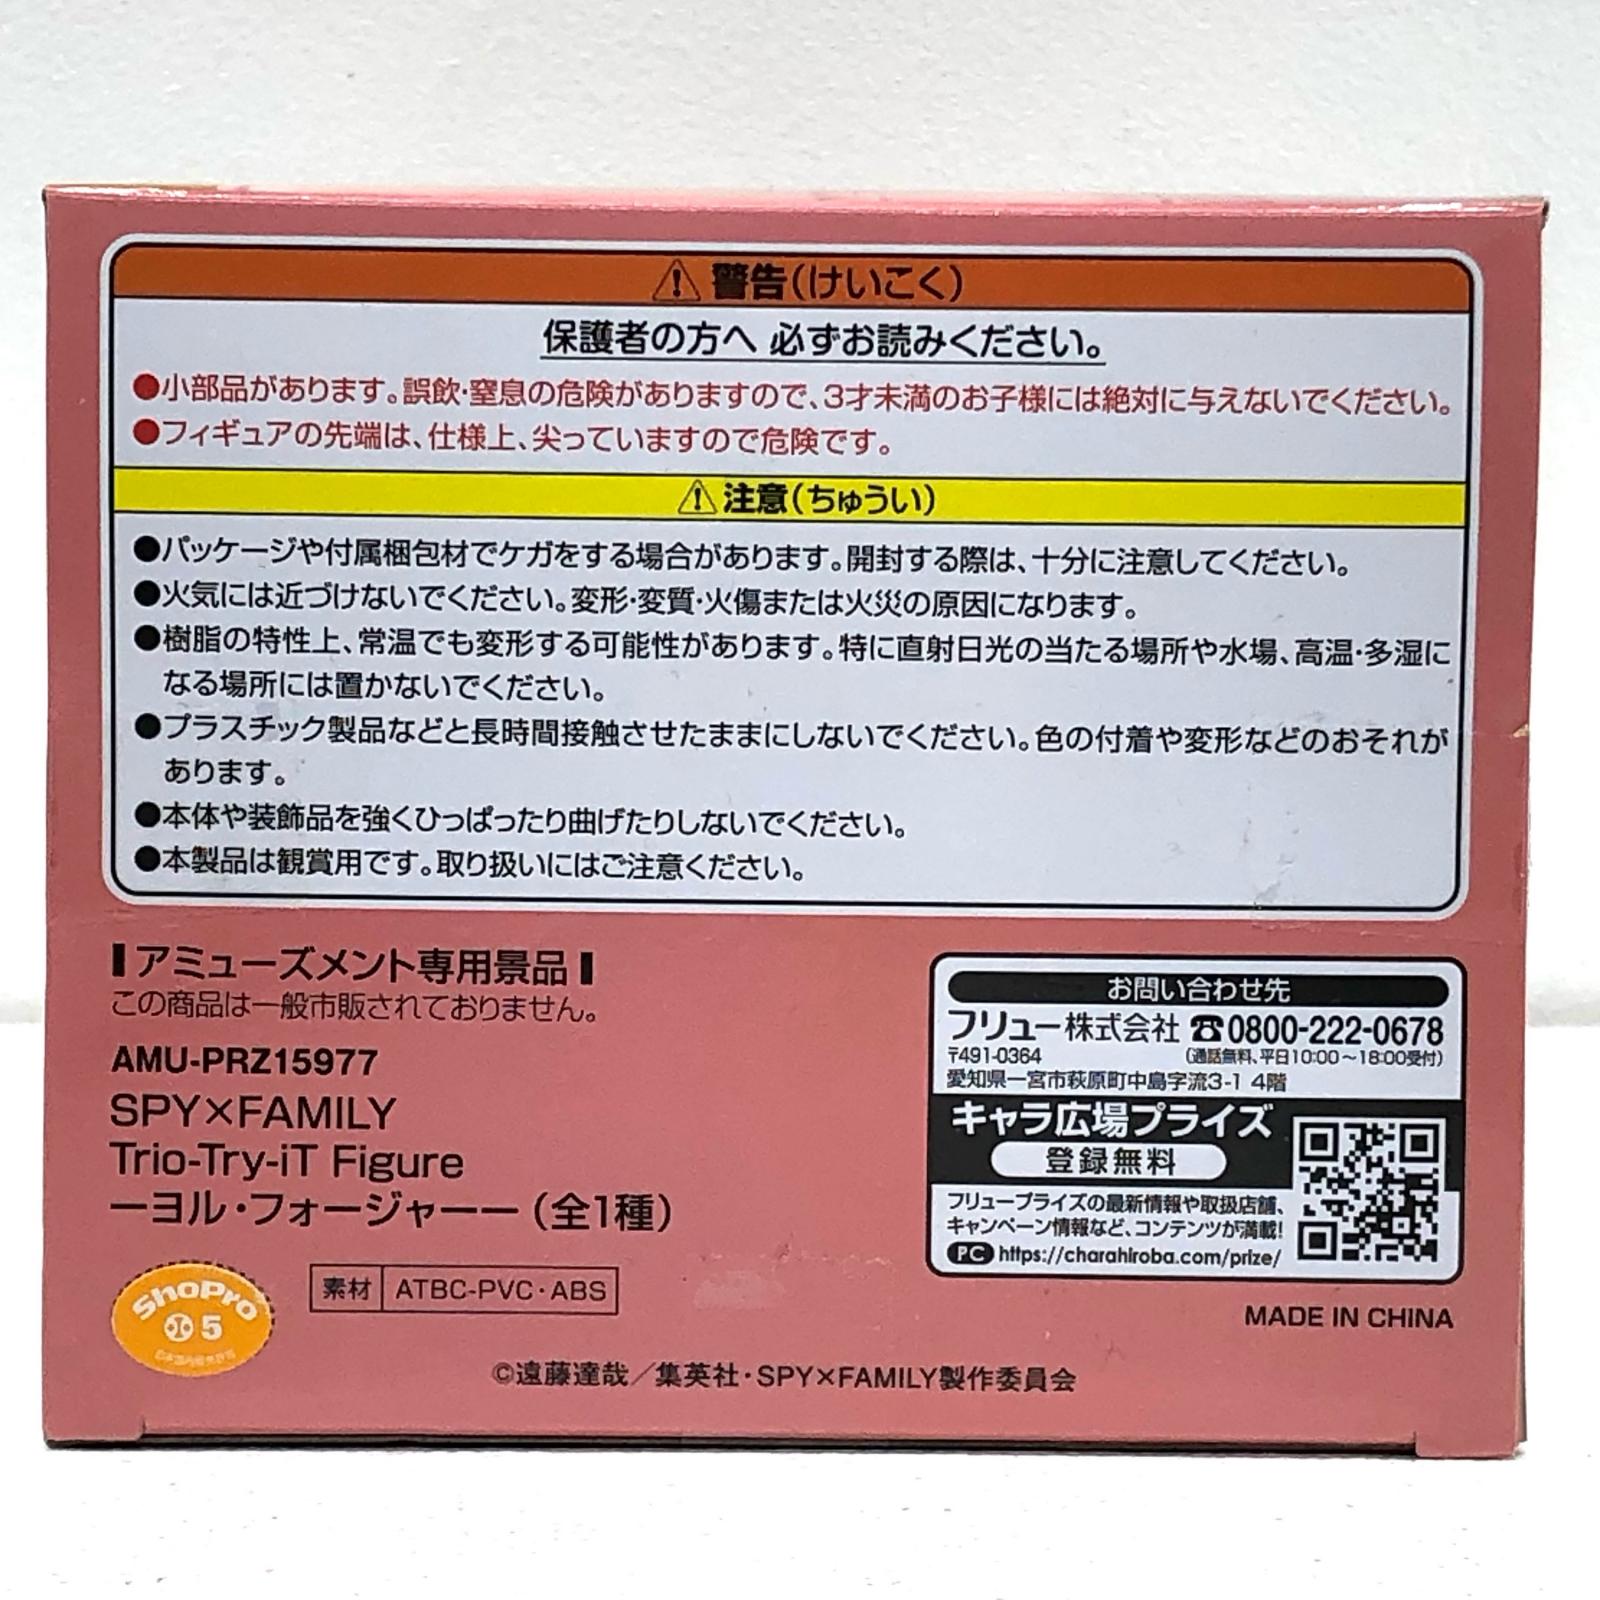 ⚠警告(けいこく)
保護者の方へ 必ずお読みください。
●小部品があります。誤飲・窒息の危険がありますので、3才未満のお子様には絶対に与えないでください。
●フィギュアの先端は、仕様上、尖っていますので危険です。
⚠注意(ちゅうい)
●パッケージや付属梱包材でケガをする場合があります。開封する際は、十分に注意してください。
●火気には近づけないでください。変形・変質・火傷または火災の原因になります。
●樹脂の特性上、常温でも変形する可能性があります。特に直射日光の当たる場所や水場、高温・多湿に
なる場所には置かないでください。
●プラスチック製品などと長時間接触させたままにしないでください。色の付着や変形などのおそれが
あります。
●本体や装飾品を強くひっぱったり曲げたりしないでください。
●本製品は観賞用です。取り扱いにはご注意ください。
アミューズメント専用景品
この商品は一般市販されておりません。
AMU-PRZ15977
SPY×FAMILY
Trio-Try-iT Figure
ーヨル・フォージャーー(全1種)
ShoPro
5
素材 ATBC-PVC・ABS
お問い合わせ先
フリュー株式会社 ☎0800-222-0678
〒491-0364 (通話無料、平日10:00~18:00受付)
愛知県一宮市萩原町中島字流3-1 4階
キャラ広場プライズ
登録無料
フリュープライズの最新情報や取扱店舗、
キャンペーン情報など、コンテンツが満載!
PC https://charahiroba.com/prize/
MADE IN CHINA
©遠藤達哉/集英社・SPY×FAMILY製作委員会